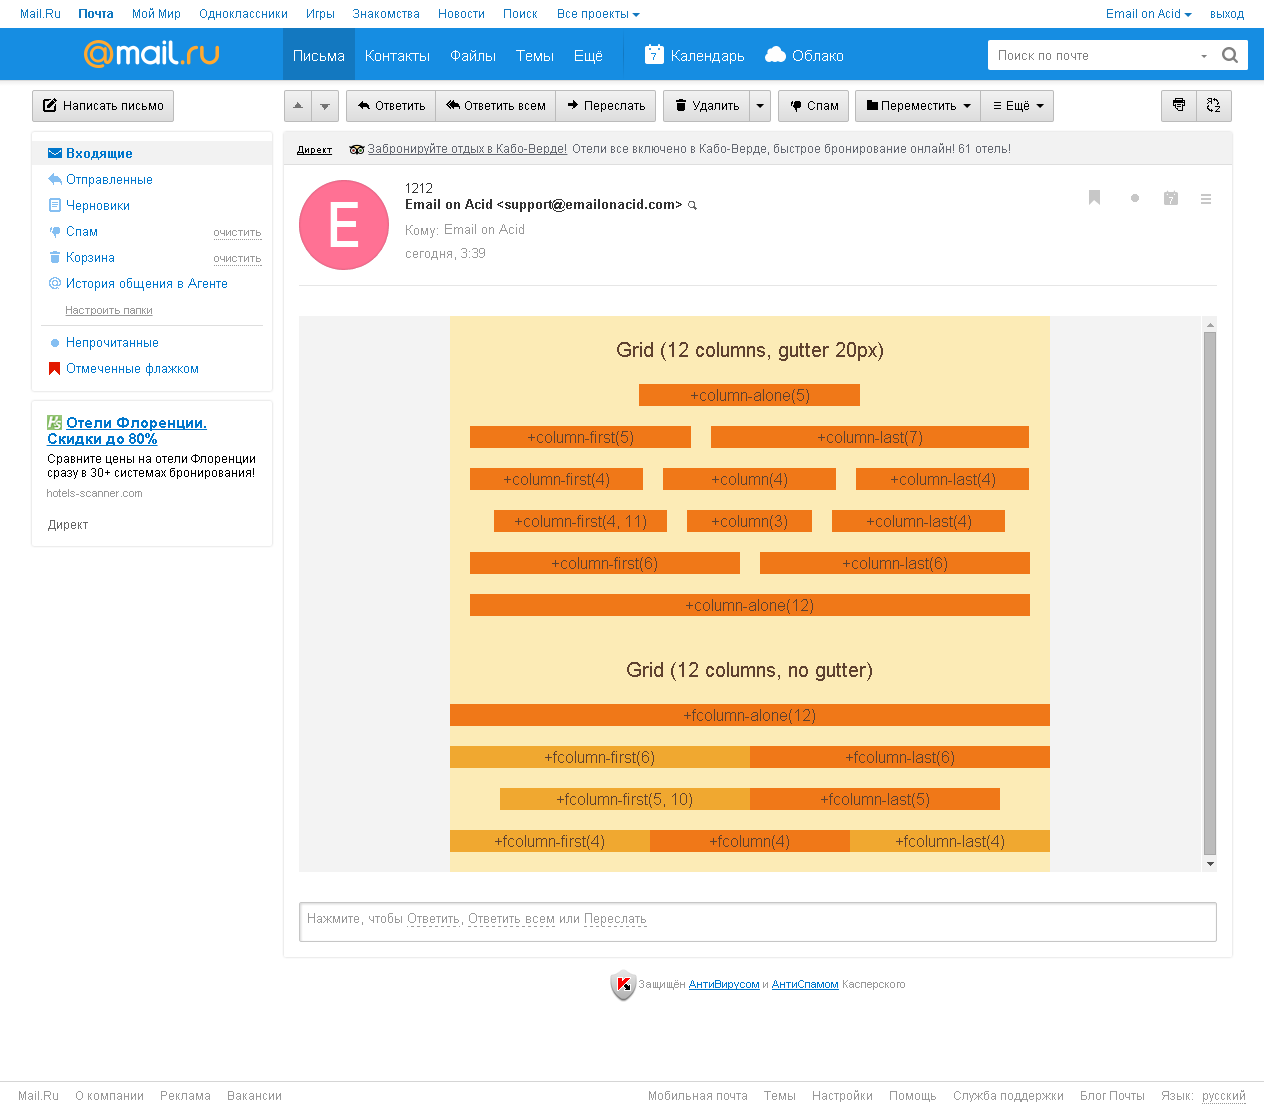 Mail.Ru Почта Мой Мир Одноклассники Игры Знакомства Новости Поиск Все проекты Email on Acid выход
@mail.ru Письма Контакты Файлы Темы Ещё 7 Календарь Облако Поиск по почте
Написать письмо Ответить Ответить всем Переслать Удалить Спам Переместить Ещё
Входящие
Отправленные
Черновики
Спам очистить
Корзина очистить
История общения в Агенте
Настроить папки
Непрочитанные
Отмеченные флажком
Отели Флоренции.
Скидки до 80%
Сравните цены на отели Флоренции
сразу в 30+ системах бронирования!
hotels-scanner.com
Директ
Директ Забронируйте отдых в Кабо-Верде! Отели все включено в Кабо-Верде, быстрое бронирование онлайн! 61 отель!
E
1212
Email on Acid <support@emailonacid.com>
7
Кому: Email on Acid
сегодня, 3:39
Grid (12 columns, gutter 20px)
+column-alone(5)
+column-first(5) +column-last(7)
+column-first(4) +column(4) +column-last(4)
+column-first(4, 11) +column(3) +column-last(4)
+column-first(6) +column-last(6)
+column-alone(12)
Grid (12 columns, no gutter)
+fcolumn-alone(12)
+fcolumn-first(6) +fcolumn-last(6)
+fcolumn-first(5, 10) +fcolumn-last(5)
+fcolumn-first(4) +fcolumn(4) +fcolumn-last(4)
Нажмите, чтобы Ответить, Ответить всем или Переслать
Защищён АнтиВирусом и АнтиСпамом Касперского
Mail.Ru О компании Реклама Вакансии Мобильная почта Темы Настройки Помощь Служба поддержки Блог Почты Язык: русский